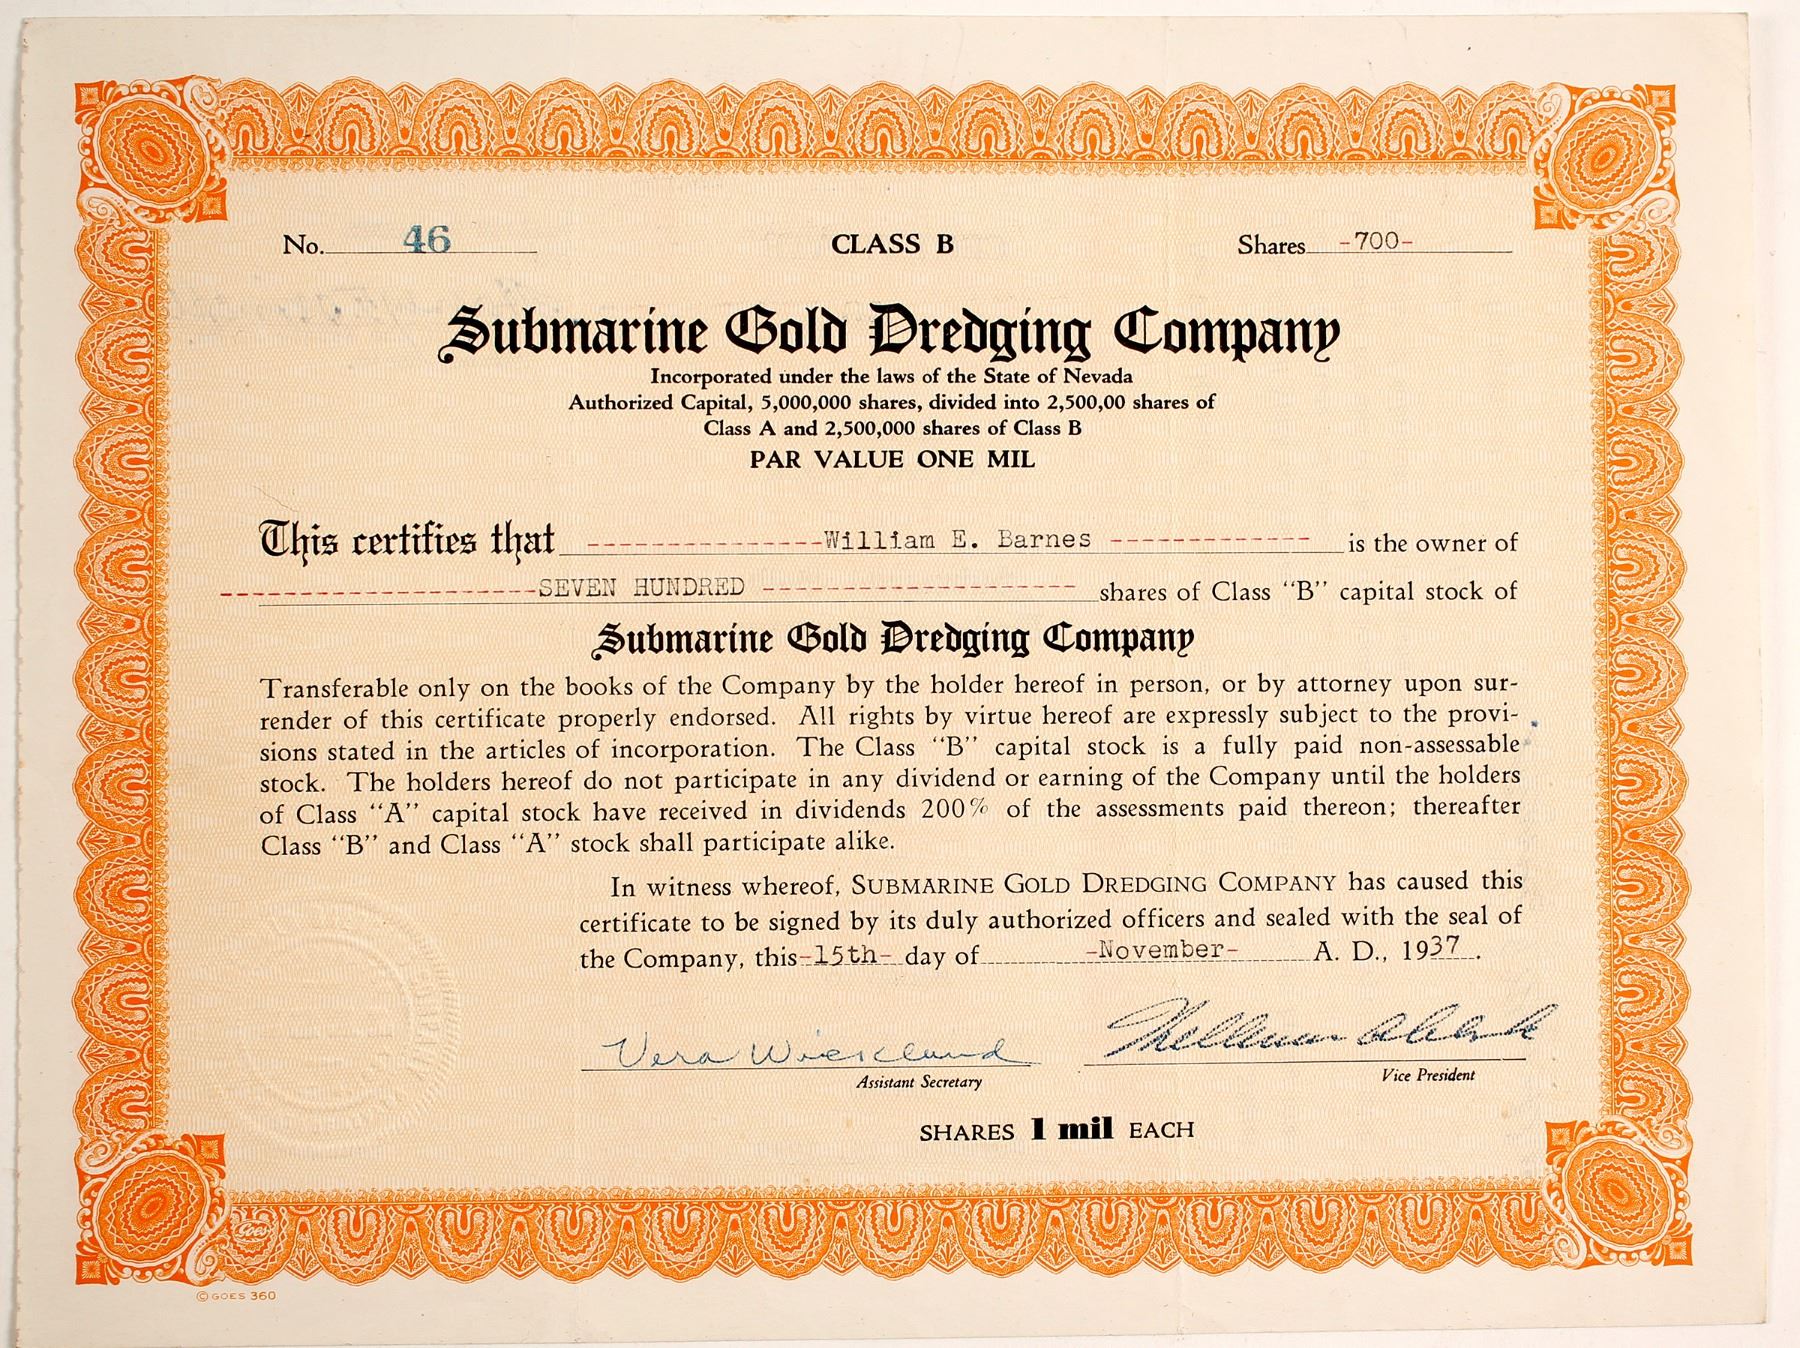 No. 46 CLASS B Shares -700-
Submarine Gold Dredging Company
Incorporated under the laws of the State of Nevada
Authorized Capital, 5,000,000 shares, divided into 2,500,00 shares of
Class A and 2,500,000 shares of Class B
PAR VALUE ONE MIL
This certifies that ---------------William E. Barnes ------------- is the owner of
--------------------SEVEN HUNDRED -------------------- shares of Class "B" capital stock of
Submarine Gold Dredging Company
Transferable only on the books of the Company by the holder hereof in person, or by attorney upon sur-
render of this certificate properly endorsed. All rights by virtue hereof are expressly subject to the provi-
sions stated in the articles of incorporation. The Class "B" capital stock is a fully paid non-assessable
stock. The holders hereof do not participate in any dividend or earning of the Company until the holders
of Class "A" capital stock have received in dividends 200% of the assessments paid thereon; thereafter
Class "B" and Class "A" stock shall participate alike.
In witness whereof, SUBMARINE GOLD DREDGING COMPANY has caused this
certificate to be signed by its duly authorized officers and sealed with the seal of
the Company, this -15th- day of -November- A. D., 1937.
Vera Wicklund
Assistant Secretary Vice President
SHARES 1 mil EACH
Goes
© GOES 360